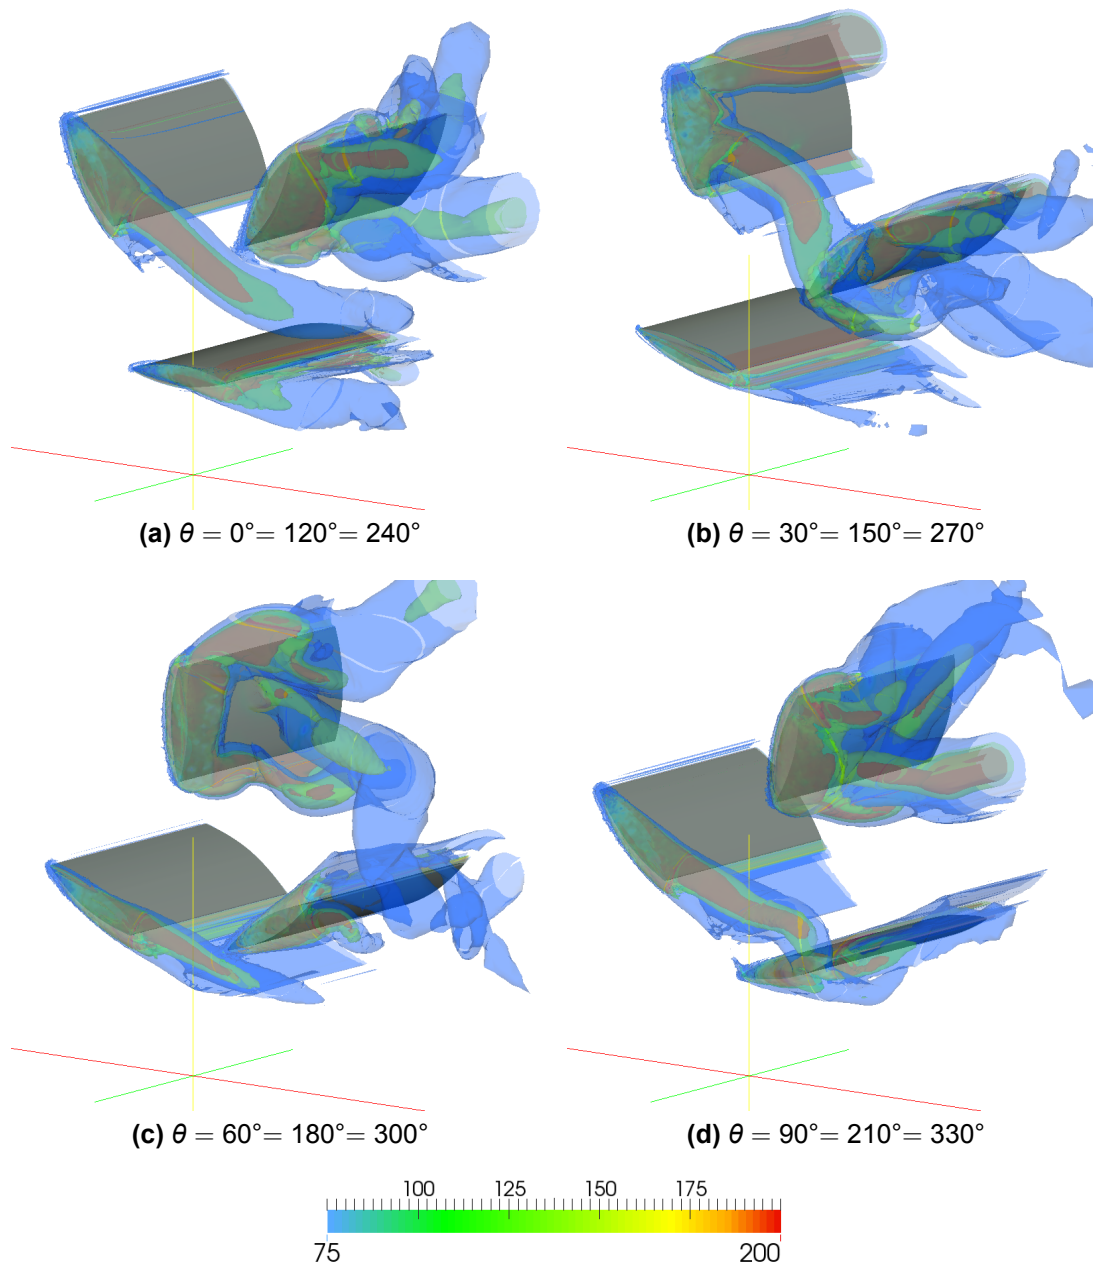 (a) θ = 0°= 120°= 240°
(b) θ = 30°= 150°= 270°
(c) θ = 60°= 180°= 300°
(d) θ = 90°= 210°= 330°
100 125 150 175
75 200